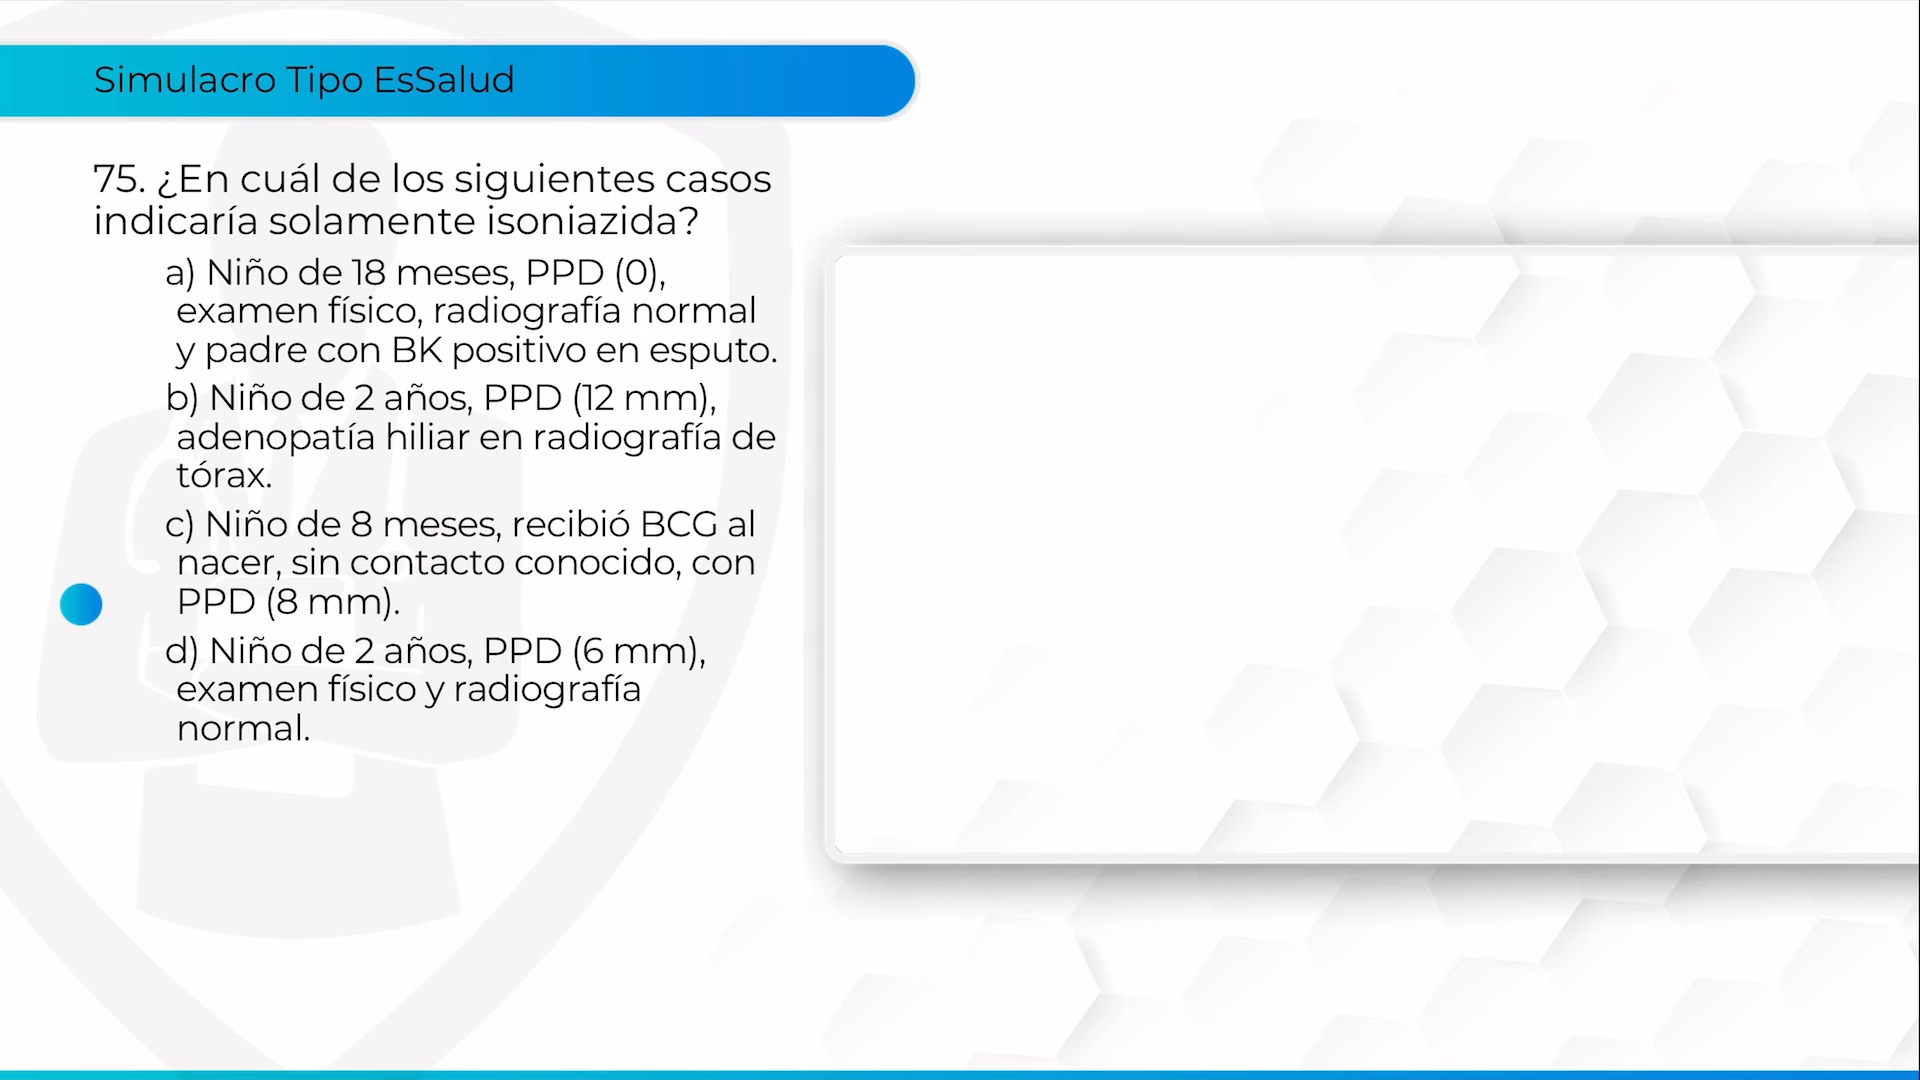 Simulacro Tipo EsSalud
75. ¿En cuál de los siguientes casos
indicaría solamente isoniazida?
a) Niño de 18 meses, PPD (0),
examen físico, radiografía normal
y padre con BK positivo en esputo.
b) Niño de 2 años, PPD (12 mm),
adenopatía hiliar en radiografía de
tórax.
c) Niño de 8 meses, recibió BCG al
nacer, sin contacto conocido, con
PPD (8 mm).
d) Niño de 2 años, PPD (6 mm),
examen físico y radiografía
normal.